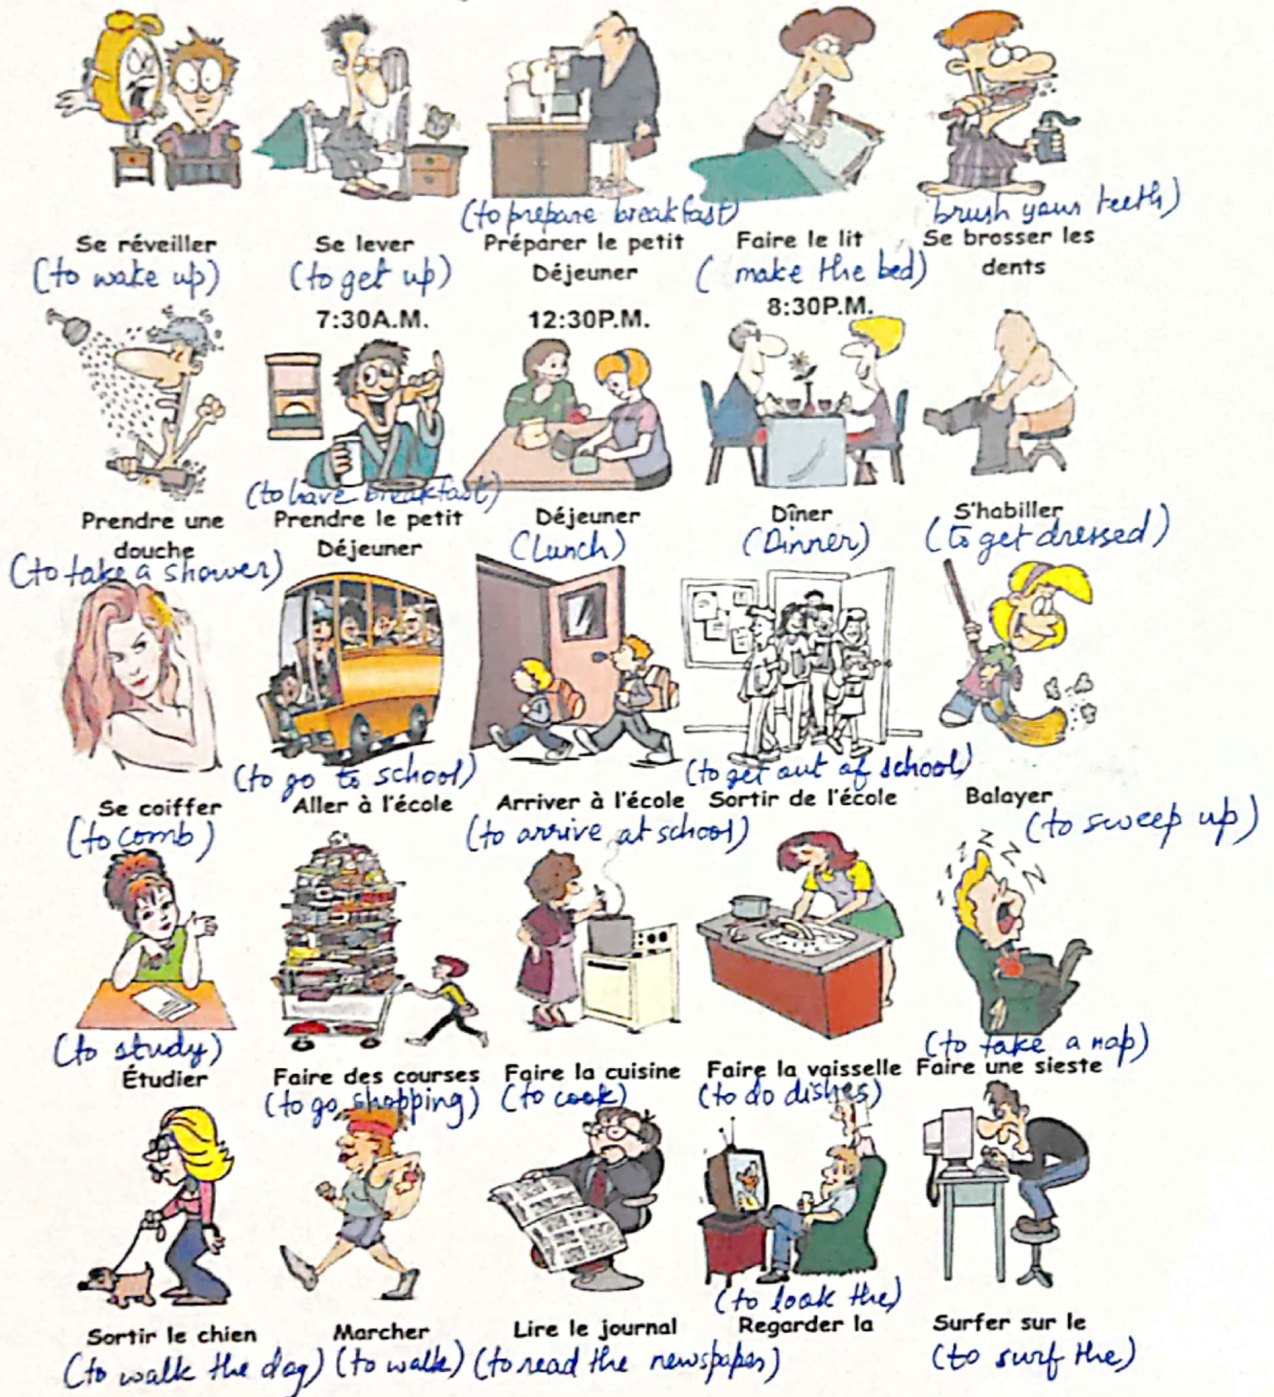 (to prepare breakfast)
brush your teeth)
Se réveiller
Se lever
Préparer le petit
Faire le lit
Se brosser les
(to wake up)
(to get up)
Déjeuner
(make the bed)
dents
7:30A.M.
12:30P.M.
8:30P.M.
(to have breakfast)
Prendre une
Prendre le petit
Déjeuner
Dîner
S'habiller
douche
Déjeuner
(Lunch)
(Dinner)
(to get dressed)
(to take a shower)
(to go to school)
(to get out of school)
Se coiffer
Aller à l'école
Arriver à l'école
Sortir de l'école
Balayer
(to comb)
(to arrive at school)
(to sweep up)
(to study)
(to take a nap)
Étudier
Faire des courses
Faire la cuisine
Faire la vaisselle
Faire une sieste
(to go shopping)
(to cook)
(to do dishes)
(to look the)
Sortir le chien
Marcher
Lire le journal
Regarder la
Surfer sur le
(to walk the dog)
(to walk)
(to read the newspaper)
(to surf the)